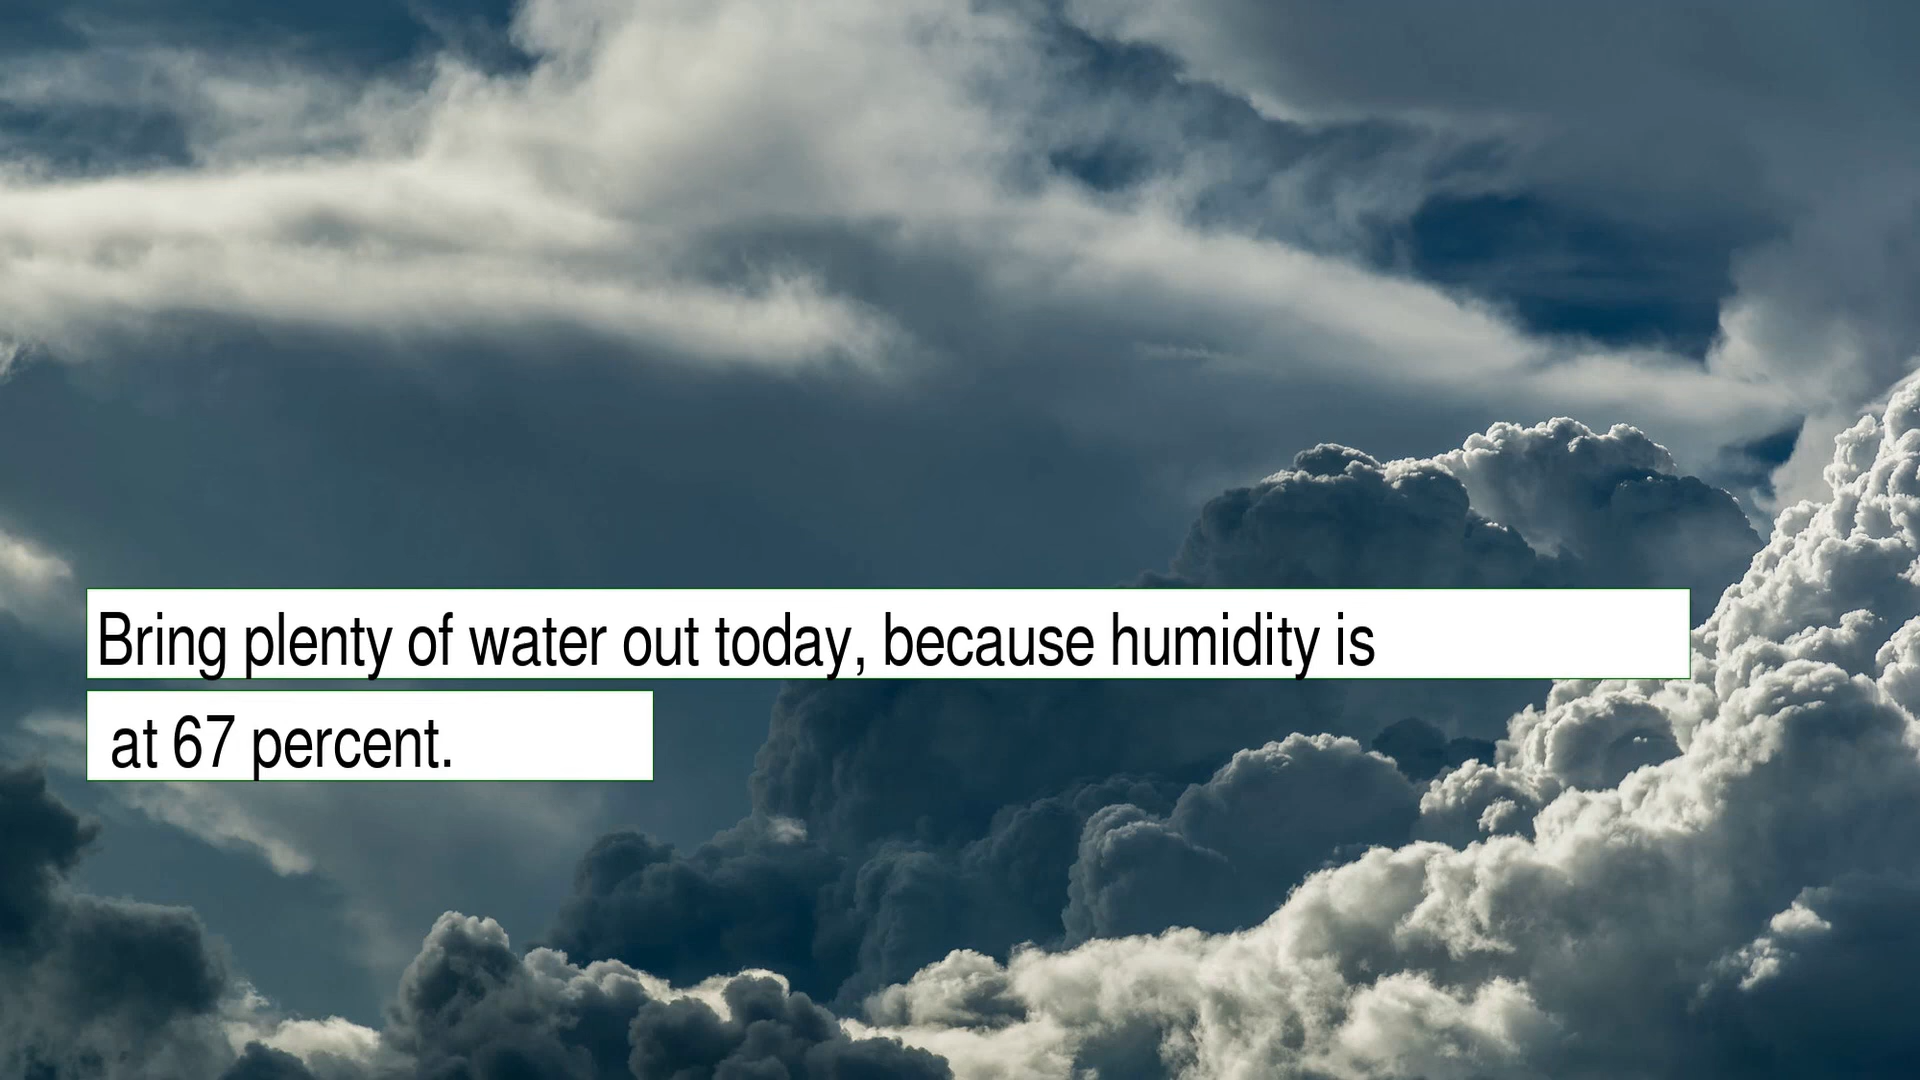 Bring plenty of water out today, because humidity is
at 67 percent.